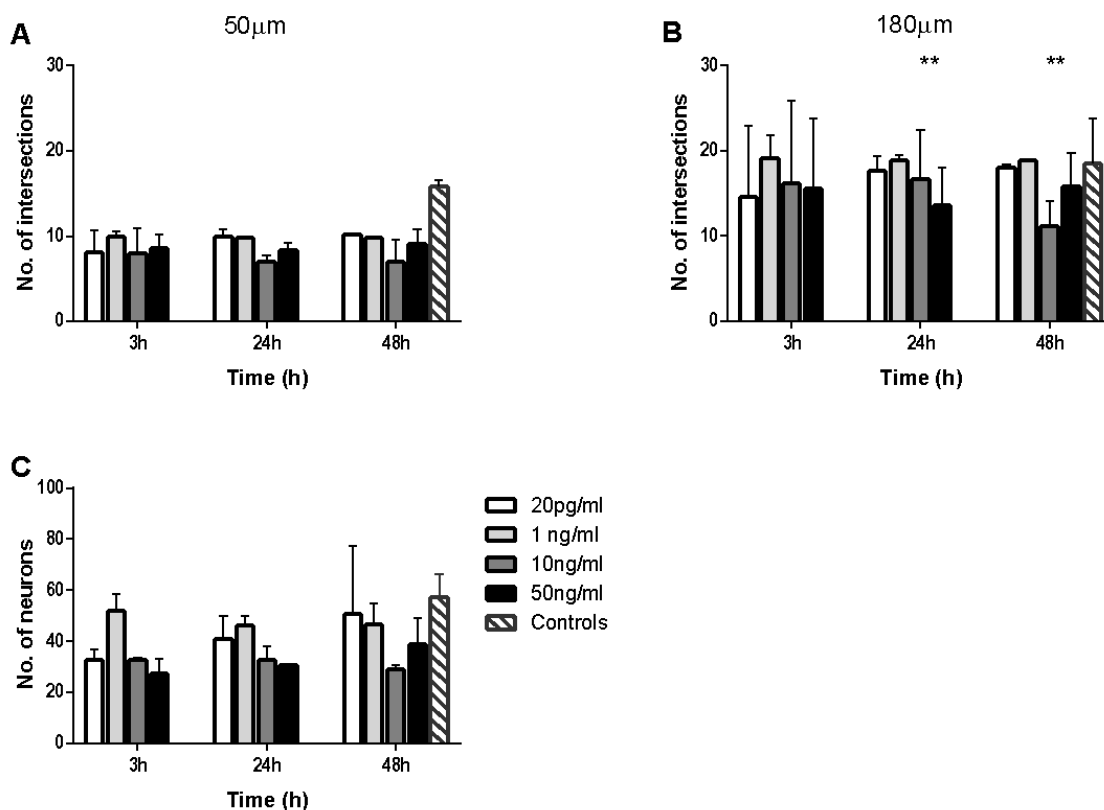 A
50μm
No. of intersections
30
20
10
0
3h
24h
48h
Time (h)
B
180μm
**
**
No. of intersections
30
20
10
0
3h
24h
48h
Time (h)
C
No. of neurons
100
80
60
40
20
0
3h
24h
48h
Time (h)
20pg/ml
1 ng/ml
10ng/ml
50ng/ml
Controls